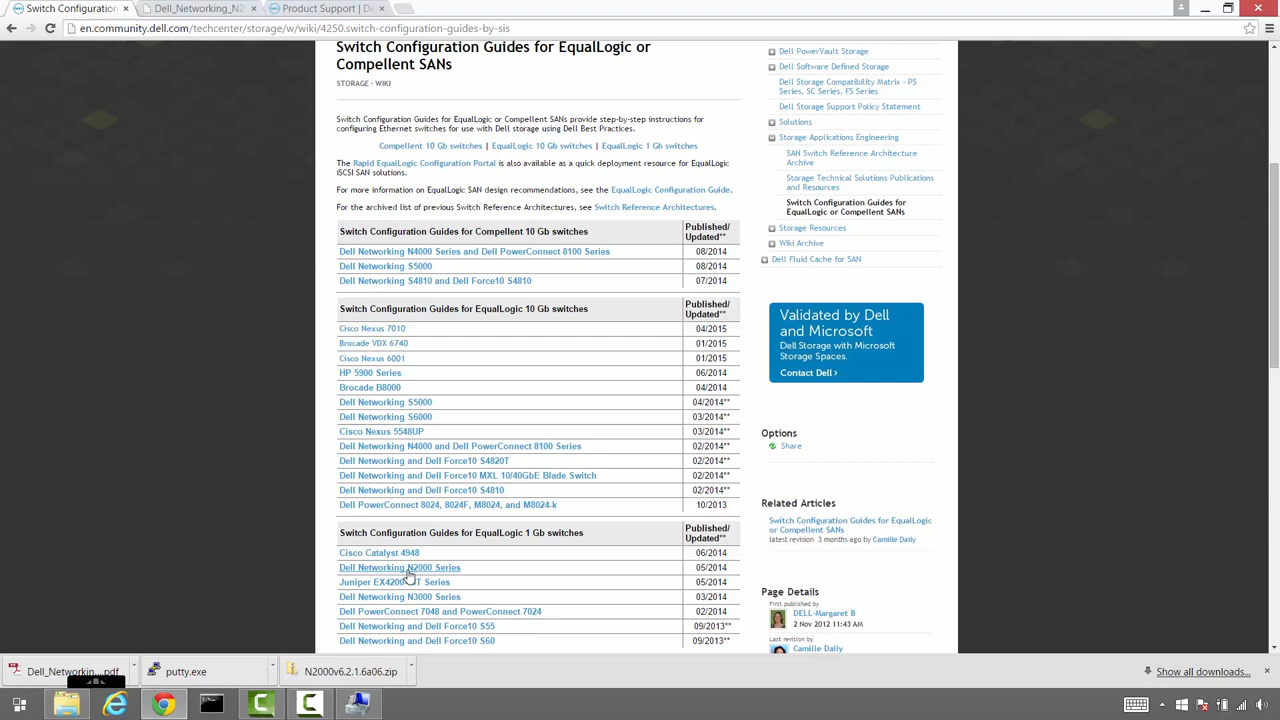 Switch Configuration Gu
Dell_Networking_N2
Product Support | De
en.community.dell.com/techcenter/storage/w/wiki/4250.switch-configuration-guides-by-sis
Switch Configuration Guides for EqualLogic or
Compellent SANs
STORAGE - WIKI
Switch Configuration Guides for EqualLogic or Compellent SANs provide step-by-step instructions for
configuring Ethernet switches for use with Dell storage using Dell Best Practices.
Compellent 10 Gb switches | EqualLogic 10 Gb switches | EqualLogic 1 Gb switches
The Rapid EqualLogic Configuration Portal is also available as a quick deployment resource for EqualLogic
iSCSI SAN solutions.
For more information on EqualLogic SAN design recommendations, see the EqualLogic Configuration Guide.
For the archived list of previous Switch Reference Architectures, see Switch Reference Architectures.
Switch Configuration Guides for Compellent 10 Gb switches
Published/
Updated**
Dell Networking N4000 Series and Dell PowerConnect 8100 Series 08/2014
Dell Networking S5000 08/2014
Dell Networking S4810 and Dell Force10 S4810 07/2014
Switch Configuration Guides for EqualLogic 10 Gb switches
Published/
Updated**
Cisco Nexus 7010 04/2015
Brocade VDX 6740 01/2015
Cisco Nexus 6001 01/2015
HP 5900 Series 06/2014
Brocade B8000 04/2014
Dell Networking S5000 04/2014**
Dell Networking S6000 03/2014**
Cisco Nexus 5548UP 03/2014**
Dell Networking N4000 and Dell PowerConnect 8100 Series 02/2014**
Dell Networking and Dell Force10 S4820T 02/2014**
Dell Networking and Dell Force10 MXL 10/40GbE Blade Switch 02/2014**
Dell Networking and Dell Force10 S4810 02/2014**
Dell PowerConnect 8024, 8024F, M8024, and M8024-k 10/2013
Switch Configuration Guides for EqualLogic 1 Gb switches
Published/
Updated**
Cisco Catalyst 4948 06/2014
Dell Networking N2000 Series 05/2014
Juniper EX4200 T Series 05/2014
Dell Networking N3000 Series 03/2014
Dell PowerConnect 7048 and PowerConnect 7024 02/2014
Dell Networking and Dell Force10 S55 09/2013**
Dell Networking and Dell Force10 S60 09/2013**
Dell PowerVault Storage
Dell Software Defined Storage
Dell Storage Compatibility Matrix - PS
Series, SC Series, FS Series
Dell Storage Support Policy Statement
Solutions
Storage Applications Engineering
SAN Switch Reference Architecture
Archive
Storage Technical Solutions Publications
and Resources
Switch Configuration Guides for
EqualLogic or Compellent SANs
Storage Resources
Wiki Archive
Dell Fluid Cache for SAN
Validated by Dell
and Microsoft
Dell Storage with Microsoft
Storage Spaces.
Contact Dell ›
Options
Share
Related Articles
Switch Configuration Guides for EqualLogic
or Compellent SANs
latest revision 3 months ago by Camille Daily
Page Details
First published by
DELL-Margaret B
2 Nov 2012 11:43 AM
Last revision by
Camille Daily
Dell_Networki pdf
putty.exe
N2000v6.2.1.6a06.zip
Show all downloads...